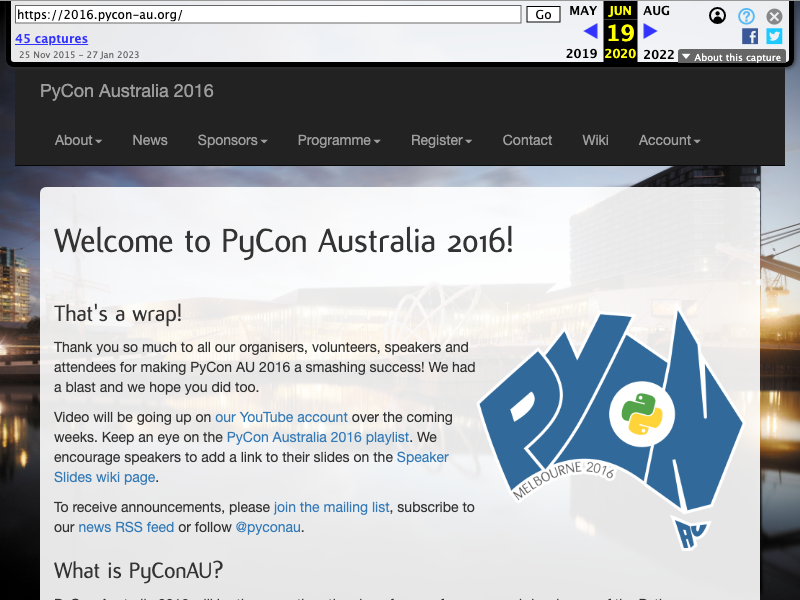 https://2016.pycon-au.org/
Go
MAY JUN AUG
45 captures
19
25 Nov 2015 – 27 Jan 2023
2019 2020 2022
About this capture
PyCon Australia 2016
About News Sponsors Programme Register Contact Wiki Account
Welcome to PyCon Australia 2016!
That's a wrap!
Thank you so much to all our organisers, volunteers, speakers and
attendees for making PyCon AU 2016 a smashing success! We had
a blast and we hope you did too.
Video will be going up on our YouTube account over the coming
weeks. Keep an eye on the PyCon Australia 2016 playlist. We
encourage speakers to add a link to their slides on the Speaker
Slides wiki page.
To receive announcements, please join the mailing list, subscribe to
our news RSS feed or follow @pyconau.
PYCON
MELBOURNE 2016
AU
What is PyConAU?